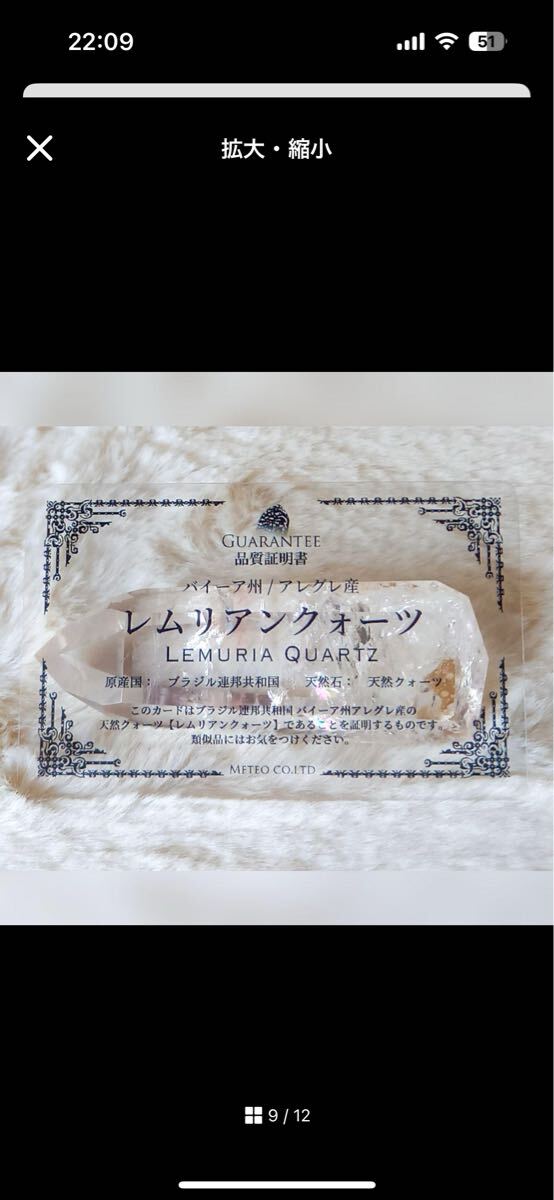 22:09
51
拡大・縮小
GUARANTEE
品質証明書
バイーア州 / アレグレ産
レムリアンクォーツ
LEMURIA QUARTZ
原産国： ブラジル連邦共和国 天然石： 天然クォーツ
このカードはブラジル連邦共和国 バイーア州アレグレ産の
天然クォーツ【レムリアンクォーツ】であることを証明するものです。
類似品にはお気をつけください。
METEO CO.LTD
9 / 12